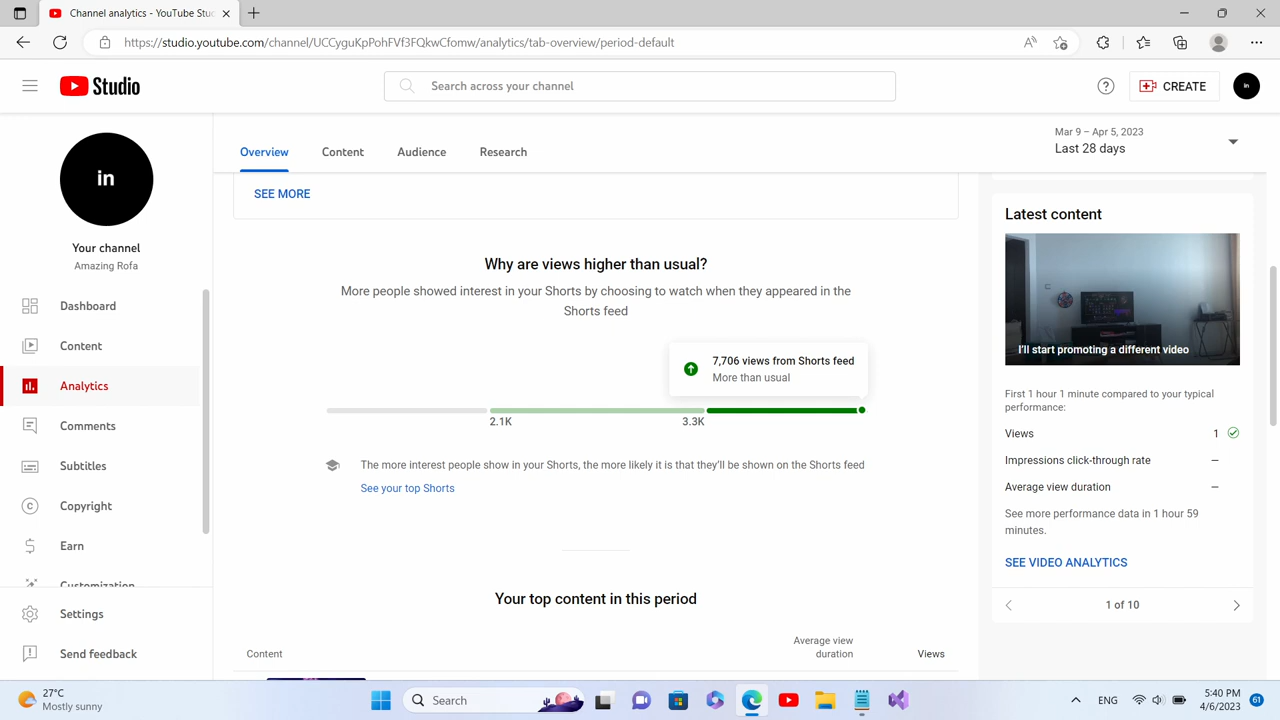 Channel analytics - YouTube Stu
https://studio.youtube.com/channel/UCCyguKpPohFVf3FQkwCfomw/analytics/tab-overview/period-default
Studio
Search across your channel
CREATE
in
in
Your channel
Amazing Rofa
Dashboard
Content
Analytics
Comments
Subtitles
Copyright
Earn
Customization
Settings
Send feedback
Overview
Content
Audience
Research
Mar 9 – Apr 5, 2023
Last 28 days
SEE MORE
Why are views higher than usual?
More people showed interest in your Shorts by choosing to watch when they appeared in the
Shorts feed
7,706 views from Shorts feed
More than usual
2.1K
3.3K
The more interest people show in your Shorts, the more likely it is that they'll be shown on the Shorts feed
See your top Shorts
Your top content in this period
Content
Average view
duration
Views
Latest content
I'll start promoting a different video
First 1 hour 1 minute compared to your typical
performance:
Views 1
Impressions click-through rate –
Average view duration –
See more performance data in 1 hour 59
minutes.
SEE VIDEO ANALYTICS
1 of 10
27°C
Mostly sunny
Search
ENG
5:40 PM
4/6/2023
61